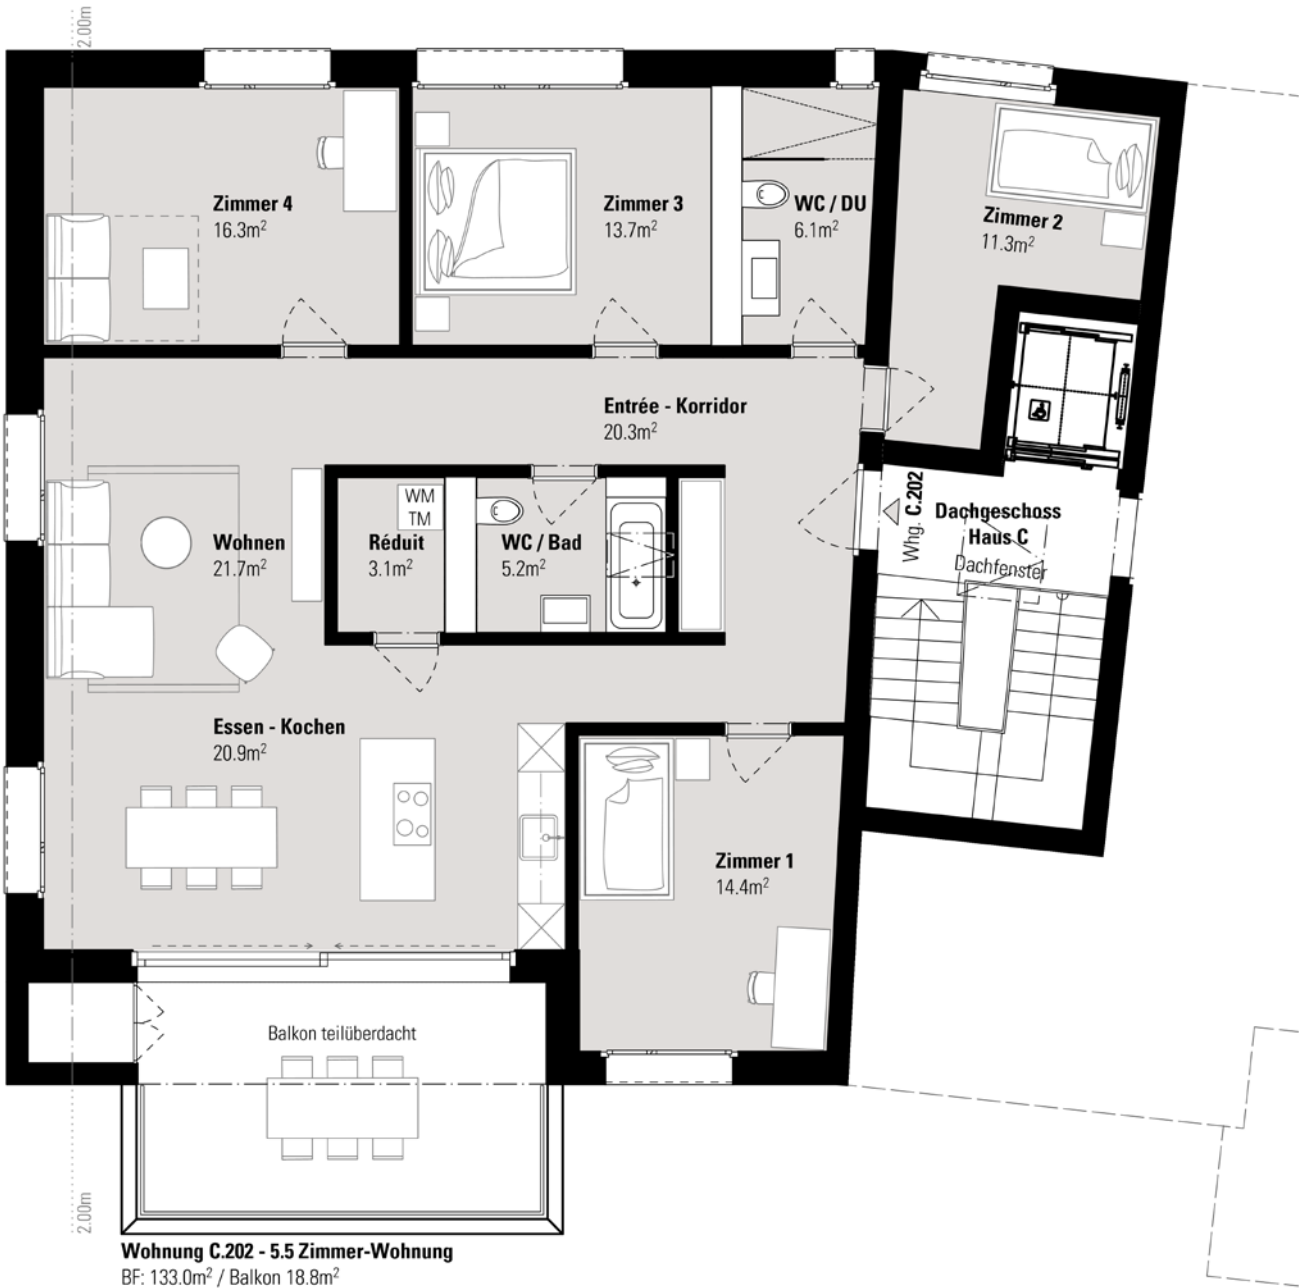 2.00m
Zimmer 4
16.3m²
Zimmer 3
13.7m²
WC / DU
6.1m²
Zimmer 2
11.3m²
Entrée - Korridor
20.3m²
WM
TM
Wohnen
21.7m²
Réduit
3.1m²
WC / Bad
5.2m²
Whg. C.202
Dachgeschoss
Haus C
Dachfenster
Essen - Kochen
20.9m²
Zimmer 1
14.4m²
Balkon teilüberdacht
2.00m
Wohnung C.202 - 5.5 Zimmer-Wohnung
BF: 133.0m² / Balkon 18.8m²